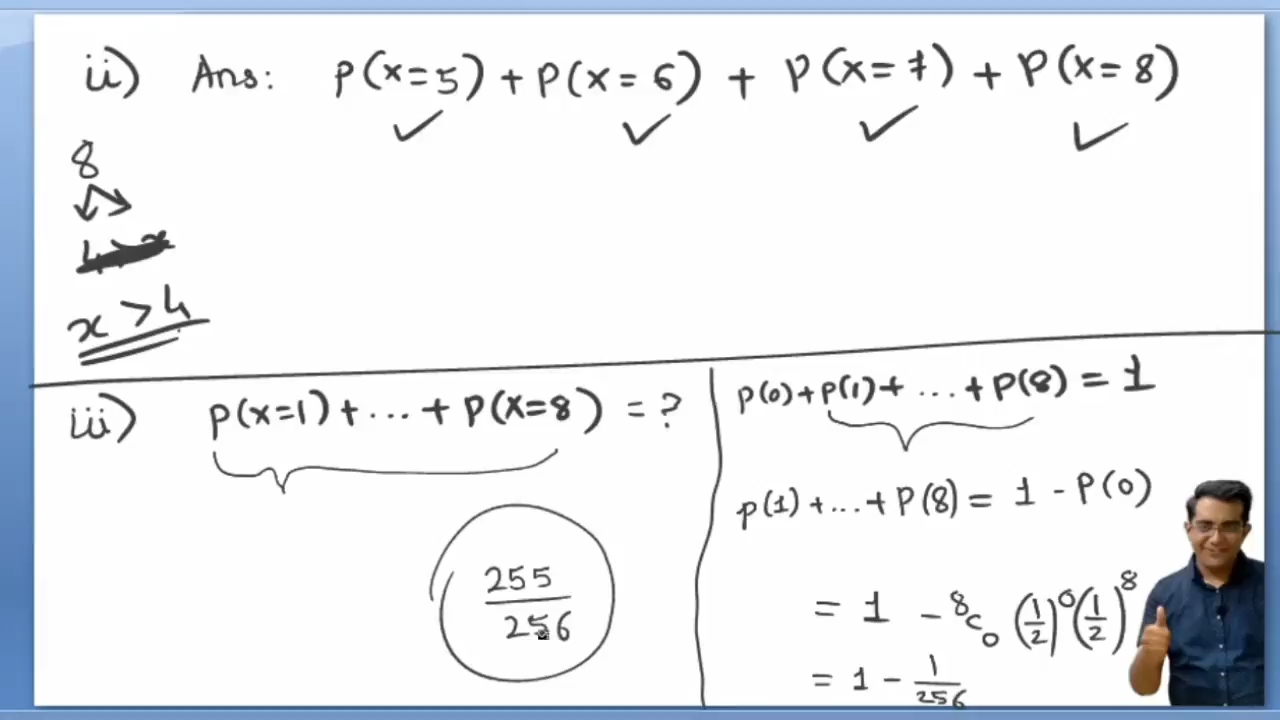 ii) Ans: P(x=5) + P(x=6) + P(x=7) + P(x=8)
8
x > 4
iii) P(x=1) + ... + P(x=8) = ?
255
256
P(0) + P(1) + ... + P(8) = 1
P(1) + ... + P(8) = 1 - P(0)
= 1 - ⁸C₀ (1/2)⁰ (1/2)⁸
= 1 - 1/256